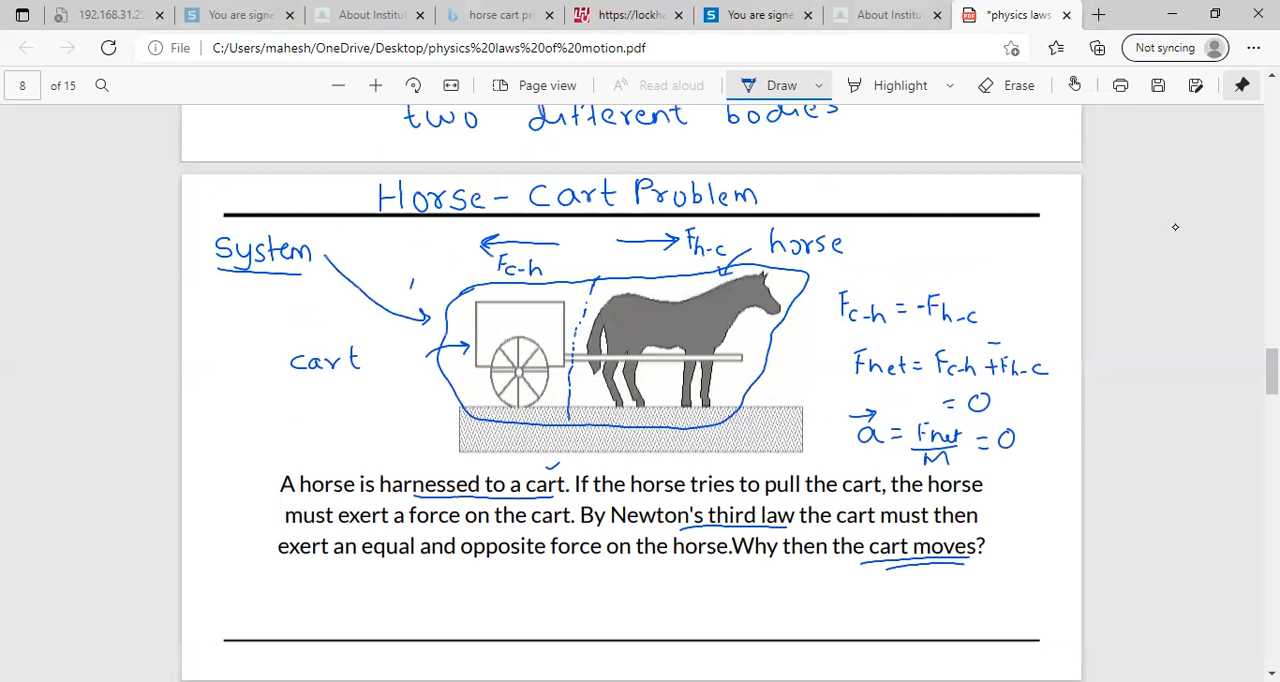 192.168.31.2
You are signe
About Institu
horse cart pr
https://lockh
You are signe
About Institu
*physics laws
File
C:/Users/mahesh/OneDrive/Desktop/physics%20laws%20of%20motion.pdf
Not syncing
8 of 15
Page view
Read aloud
Draw
Highlight
Erase
two different bodies
Horse - Cart Problem
System
Fc-h
Fh-c
horse
cart
Fc-h = -Fh-c
Fnet = Fc-h + Fh-c
= 0
a = Fnet/M = 0
A horse is harnessed to a cart. If the horse tries to pull the cart, the horse
must exert a force on the cart. By Newton's third law the cart must then
exert an equal and opposite force on the horse.Why then the cart moves?